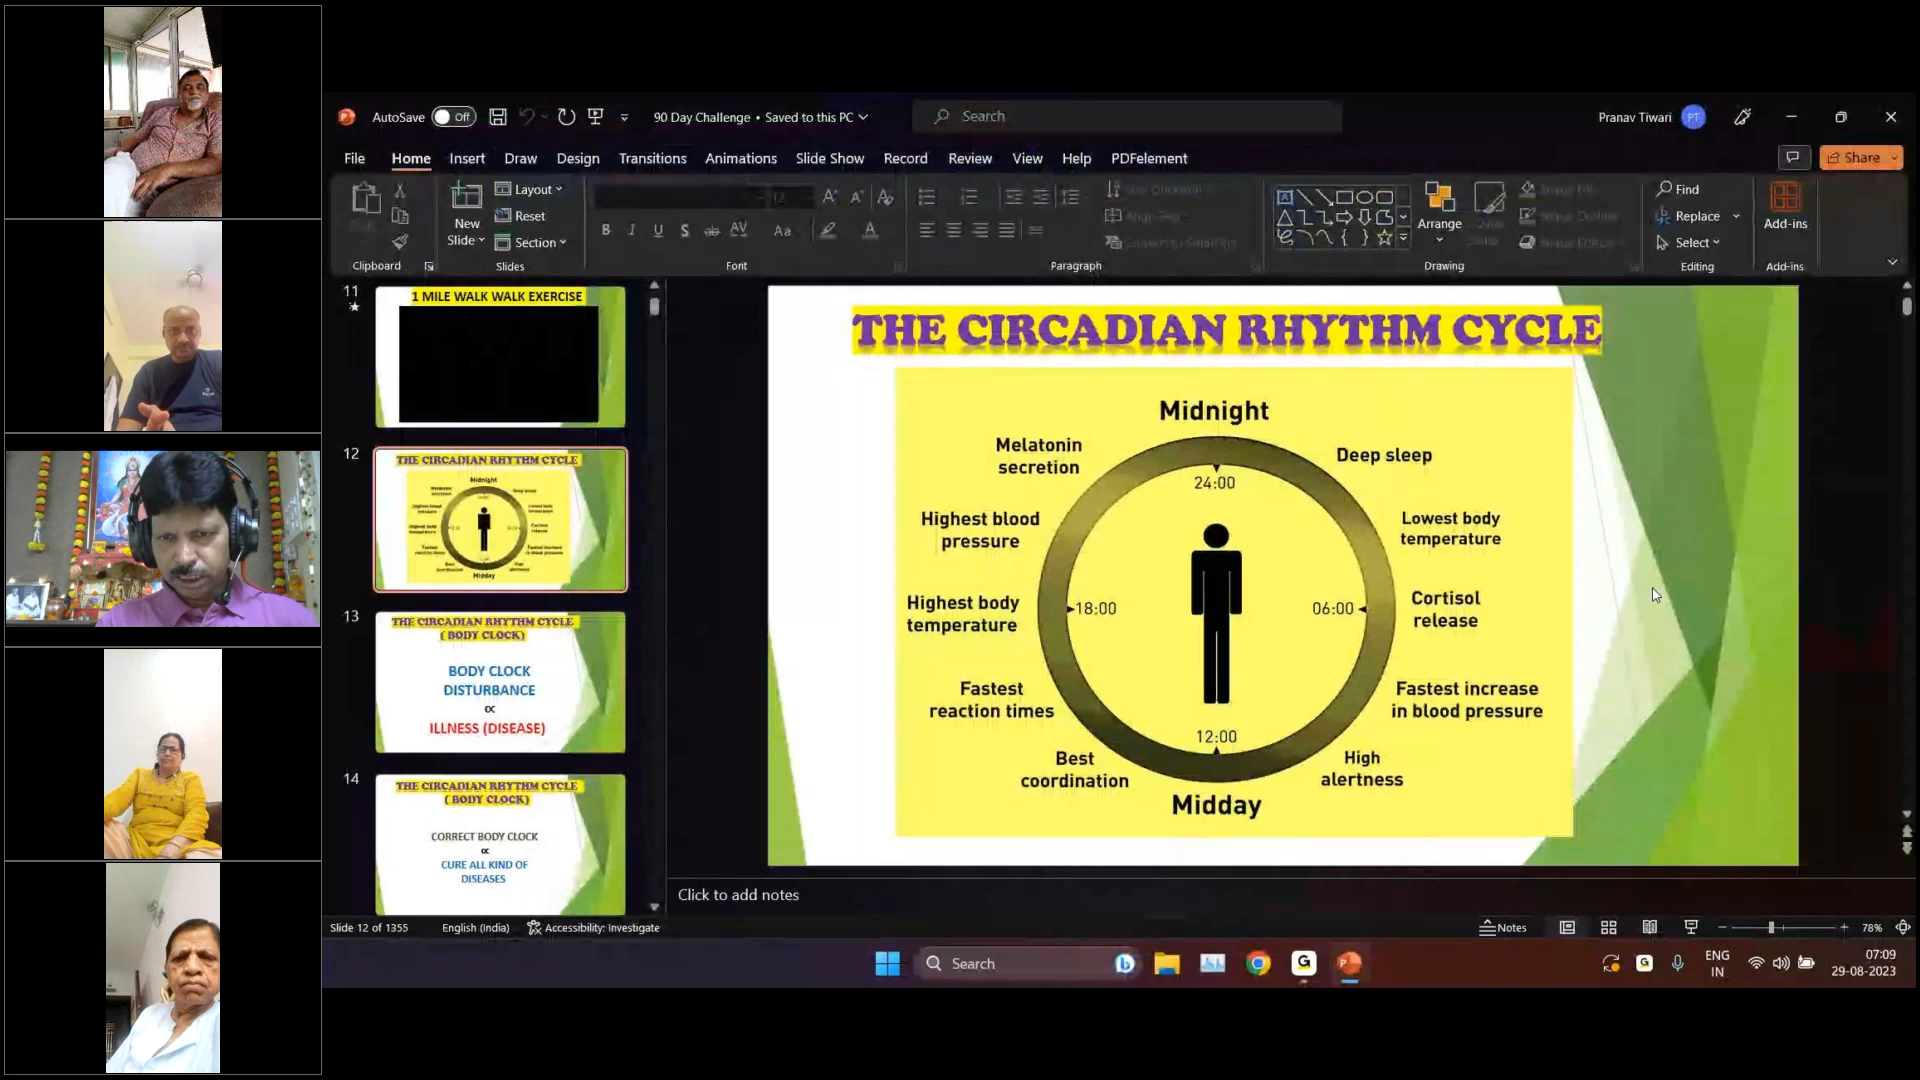 AutoSave Off
90 Day Challenge • Saved to this PC
Search
Pranav Tiwari PT
File Home Insert Draw Design Transitions Animations Slide Show Record Review View Help PDFelement
Share
New
Slide
Layout
Reset
Section
12
B I U S ab AV Aa A
Arrange
Find
Replace
Select
Add-ins
Clipboard Slides Font Paragraph Drawing Editing Add-ins
11
1 MILE WALK WALK EXERCISE
12
THE CIRCADIAN RHYTHM CYCLE
Midnight
Midday
13
THE CIRCADIAN RHYTHM CYCLE
( BODY CLOCK)
BODY CLOCK
DISTURBANCE
∝
ILLNESS (DISEASE)
14
THE CIRCADIAN RHYTHM CYCLE
( BODY CLOCK)
CORRECT BODY CLOCK
∝
CURE ALL KIND OF
DISEASES
THE CIRCADIAN RHYTHM CYCLE
Midnight
Melatonin
secretion
Deep sleep
24:00
Highest blood
pressure
Lowest body
temperature
Highest body
temperature
18:00
06:00
Cortisol
release
Fastest
reaction times
Fastest increase
in blood pressure
12:00
Best
coordination
High
alertness
Midday
Click to add notes
Slide 12 of 1355
English (India)
Accessibility: Investigate
Notes
78%
Search
ENG
IN
07:09
29-08-2023